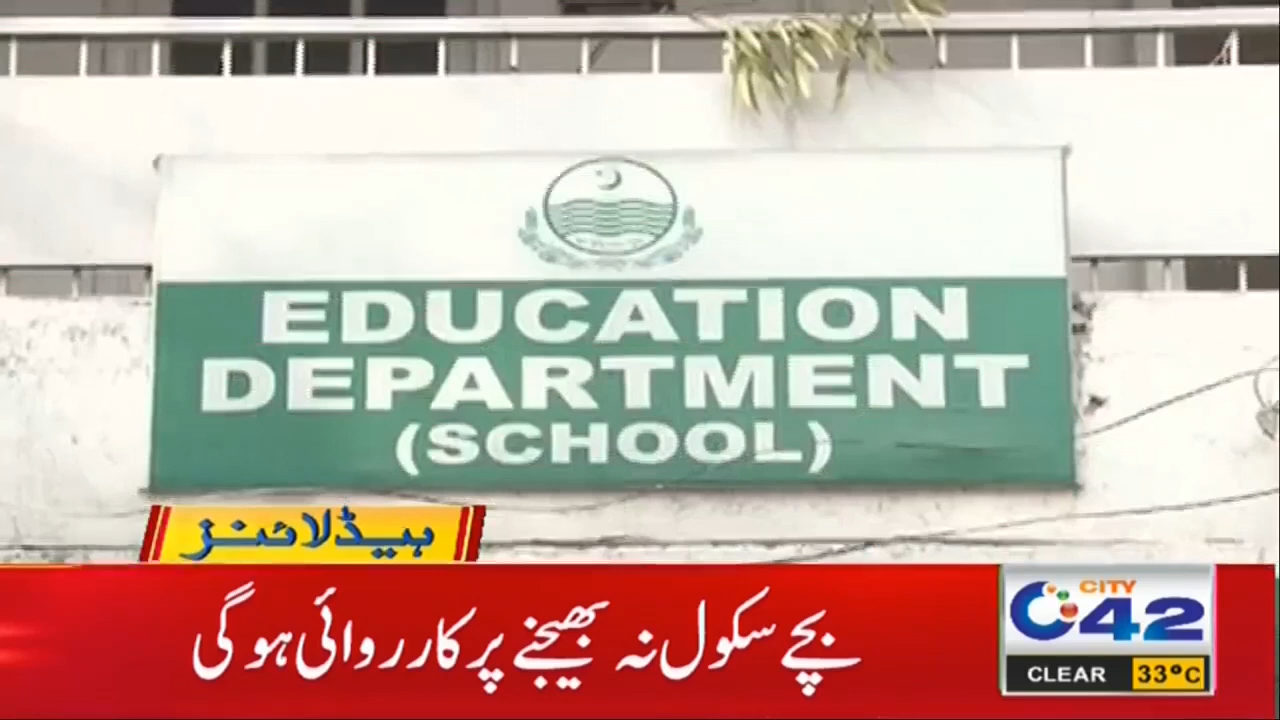 EDUCATION
DEPARTMENT
(SCHOOL)
ہیڈلائنز
بچے سکول نہ بھیجنے پر کارروائی ہوگی
CITY
42
CLEAR 33°C